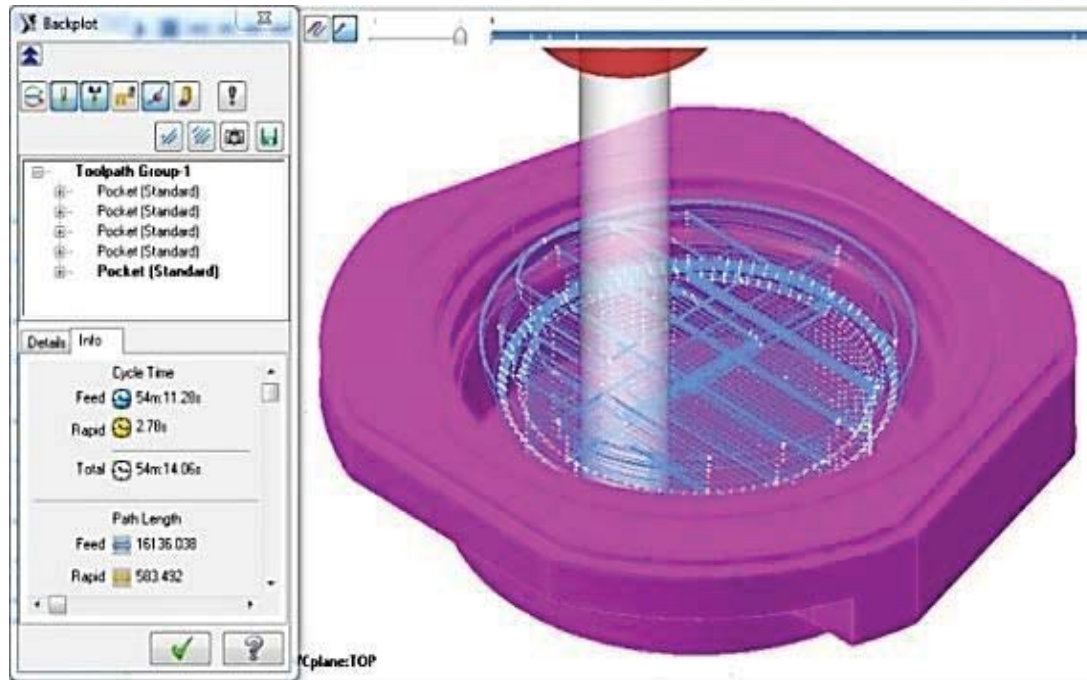 Backplot
Toolpath Group-1
Pocket (Standard)
Pocket (Standard)
Pocket (Standard)
Pocket (Standard)
Pocket (Standard)
Details Info
Cycle Time
Feed 54m:11.28s
Rapid 2.78s
Total 54m:14.06s
Path Length
Feed 16136.038
Rapid 583.492
/Cplane:TOP